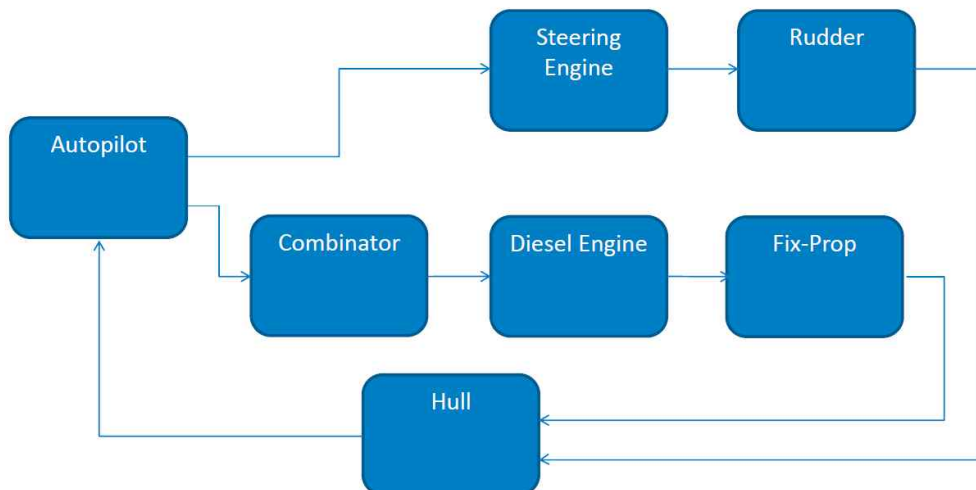 Steering
Engine
Rudder
Autopilot
Combinator
Diesel Engine
Fix-Prop
Hull